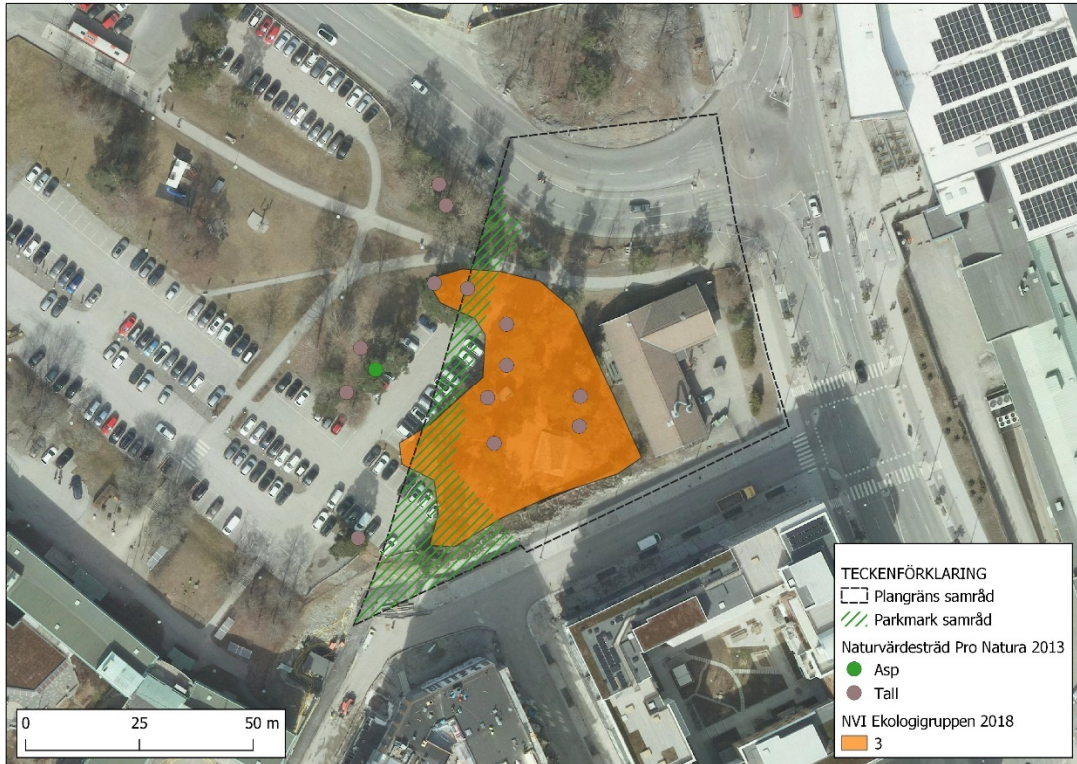 TECKENFÖRKLARING
Plangräns samråd
Parkmark samråd
Naturvärdesträd Pro Natura 2013
Asp
Tall
NVI Ekologigruppen 2018
3
0 25 50 m